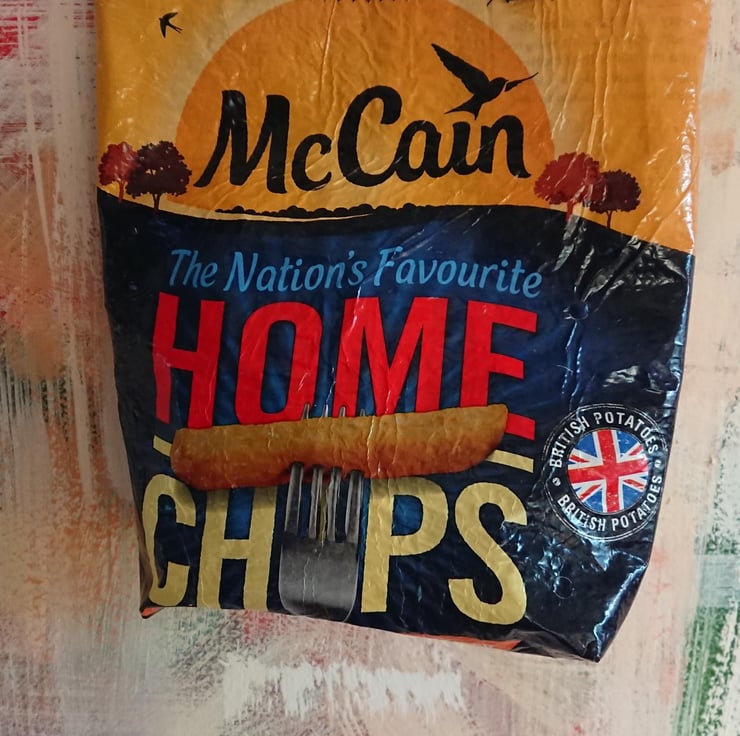 McCain
The Nation's Favourite
HOME
CHIPS
BRITISH POTATOES
BRITISH POTATOES